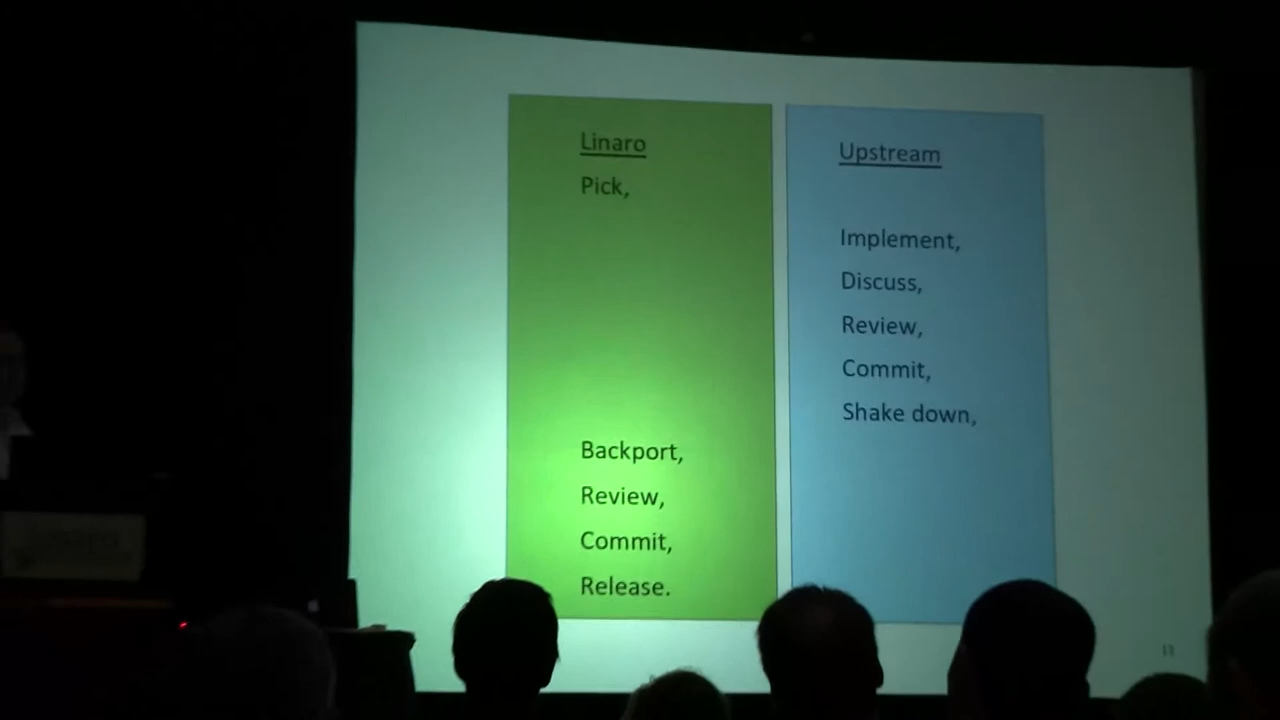 Linaro
Pick,
Backport,
Review,
Commit,
Release.
Upstream
Implement,
Discuss,
Review,
Commit,
Shake down,